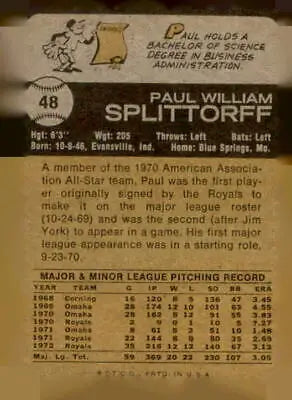 PAUL HOLDS A
BACHELOR OF SCIENCE
DEGREE IN BUSINESS
ADMINISTRATION.
48
PAUL WILLIAM
SPLITTORFF
Hgt: 6'3" Wgt: 205 Throws: Left Bats: Left
Born: 10-8-46, Evansville, Ind. Home: Blue Springs, Mo.
A member of the 1970 American Associa-
tion All-Star team, Paul was the first play-
er originally signed by the Royals to
make it on the major league roster
(10-24-69) and was the second (after Jim
York) to appear in a game. His first major
league appearance was in a starting role,
9-23-70.
MAJOR & MINOR LEAGUE PITCHING RECORD
YEAR TEAM G IP W L SO BB ERA
1968 Corning 16 120 8 5 136 47 3.45
1969 Omaha 28 174 12 10 101 63 4.55
1970 Omaha 28 162 8 12 91 55 3.83
1970 Royals 2 9 0 1 10 5 7.27
1971 Omaha 8 61 5 2 51 10 1.48
1971 Royals 22 144 8 9 80 35
1972 Royals 35 216 12 12 140 67 3.12
Maj. Lg. Tot. 59 369 20 22 230 107 3.05
© T.C.G. PRTD. IN U.S.A.